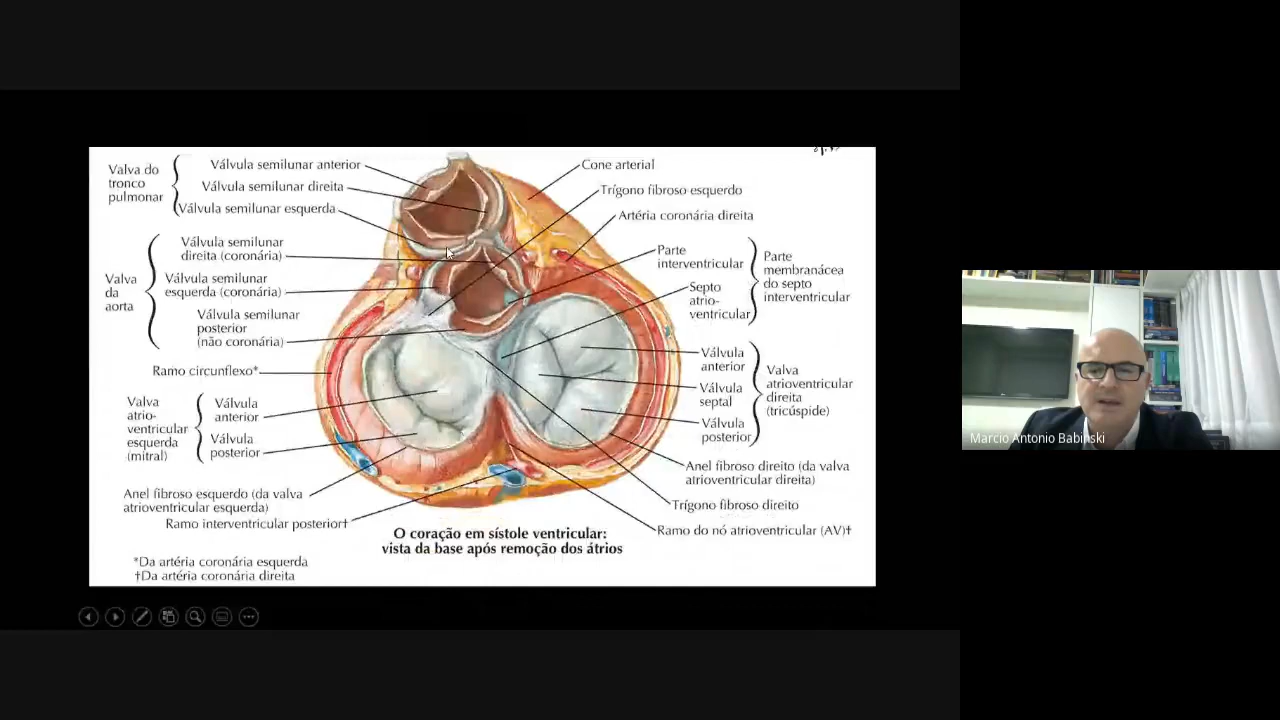 Valva do
tronco
pulmonar
Válvula semilunar anterior
Válvula semilunar direita
Válvula semilunar esquerda
Valva
da
aorta
Válvula semilunar
direita (coronária)
Válvula semilunar
esquerda (coronária)
Válvula semilunar
posterior
(não coronária)
Ramo circunflexo*
Valva
atrio-
ventricular
esquerda
(mitral)
Válvula
anterior
Válvula
posterior
Anel fibroso esquerdo (da valva
atrioventricular esquerda)
Ramo interventricular posterior†
Cone arterial
Trígono fibroso esquerdo
Artéria coronária direita
Parte
interventricular
Septo
atrio-
ventricular
Parte
membranácea
do septo
interventricular
Válvula
anterior
Válvula
septal
Válvula
posterior
Valva
atrioventricular
direita
(tricúspide)
Anel fibroso direito (da valva
atrioventricular direita)
Trígono fibroso direito
Ramo do nó atrioventricular (AV)†
O coração em sístole ventricular:
vista da base após remoção dos átrios
*Da artéria coronária esquerda
†Da artéria coronária direita
Marcio Antonio Babinski